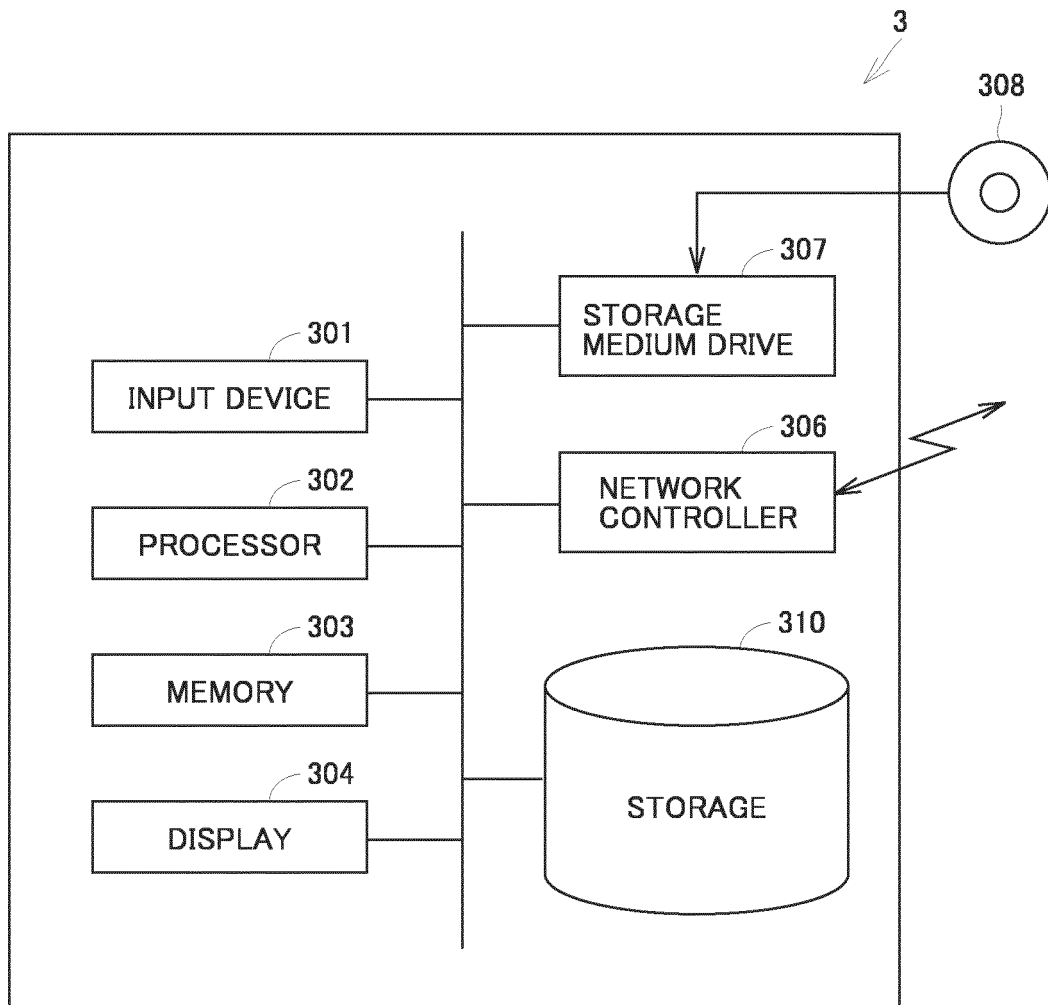 3
308
307
STORAGE
MEDIUM DRIVE
301
INPUT DEVICE
306
NETWORK
CONTROLLER
302
PROCESSOR
303
MEMORY
310
STORAGE
304
DISPLAY